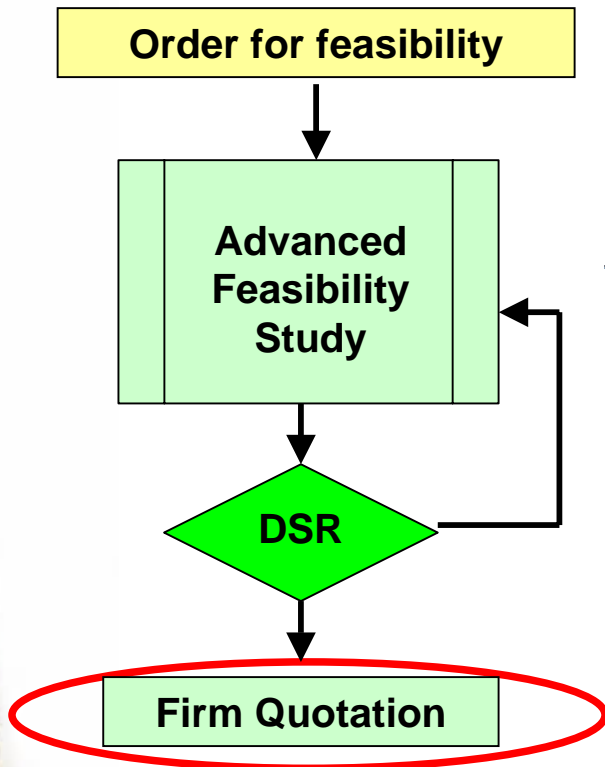 Order for feasibility
Advanced
Feasibility
Study
DSR
Firm Quotation